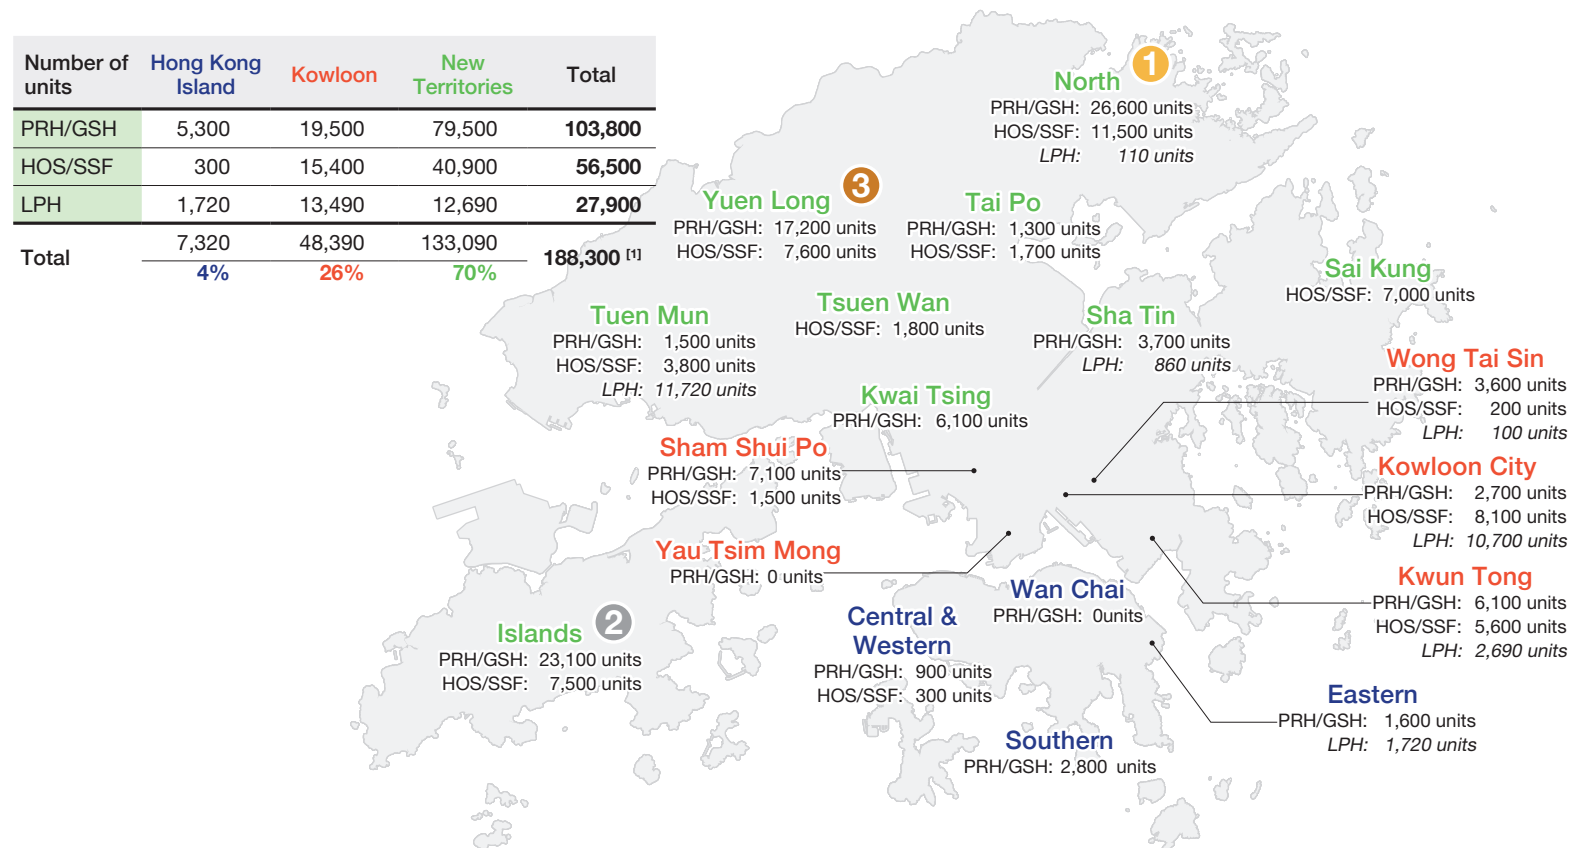 Number of units Hong Kong Island Kowloon New Territories Total
PRH/GSH 5,300 19,500 79,500 103,800
HOS/SSF 300 15,400 40,900 56,500
LPH 1,720 13,490 12,690 27,900
Total 7,320 48,390 133,090 188,300 [1]
4% 26% 70%
1
North
PRH/GSH: 26,600 units
HOS/SSF: 11,500 units
LPH: 110 units
3
Yuen Long
PRH/GSH: 17,200 units
HOS/SSF: 7,600 units
Tai Po
PRH/GSH: 1,300 units
HOS/SSF: 1,700 units
Sai Kung
HOS/SSF: 7,000 units
Tuen Mun
PRH/GSH: 1,500 units
HOS/SSF: 3,800 units
LPH: 11,720 units
Tsuen Wan
HOS/SSF: 1,800 units
Sha Tin
PRH/GSH: 3,700 units
LPH: 860 units
Wong Tai Sin
PRH/GSH: 3,600 units
HOS/SSF: 200 units
LPH: 100 units
Kwai Tsing
PRH/GSH: 6,100 units
Sham Shui Po
PRH/GSH: 7,100 units
HOS/SSF: 1,500 units
Kowloon City
PRH/GSH: 2,700 units
HOS/SSF: 8,100 units
LPH: 10,700 units
Yau Tsim Mong
PRH/GSH: 0 units
Kwun Tong
PRH/GSH: 6,100 units
HOS/SSF: 5,600 units
LPH: 2,690 units
Wan Chai
PRH/GSH: 0units
Central &
Western
PRH/GSH: 900 units
HOS/SSF: 300 units
2
Islands
PRH/GSH: 23,100 units
HOS/SSF: 7,500 units
Eastern
PRH/GSH: 1,600 units
LPH: 1,720 units
Southern
PRH/GSH: 2,800 units